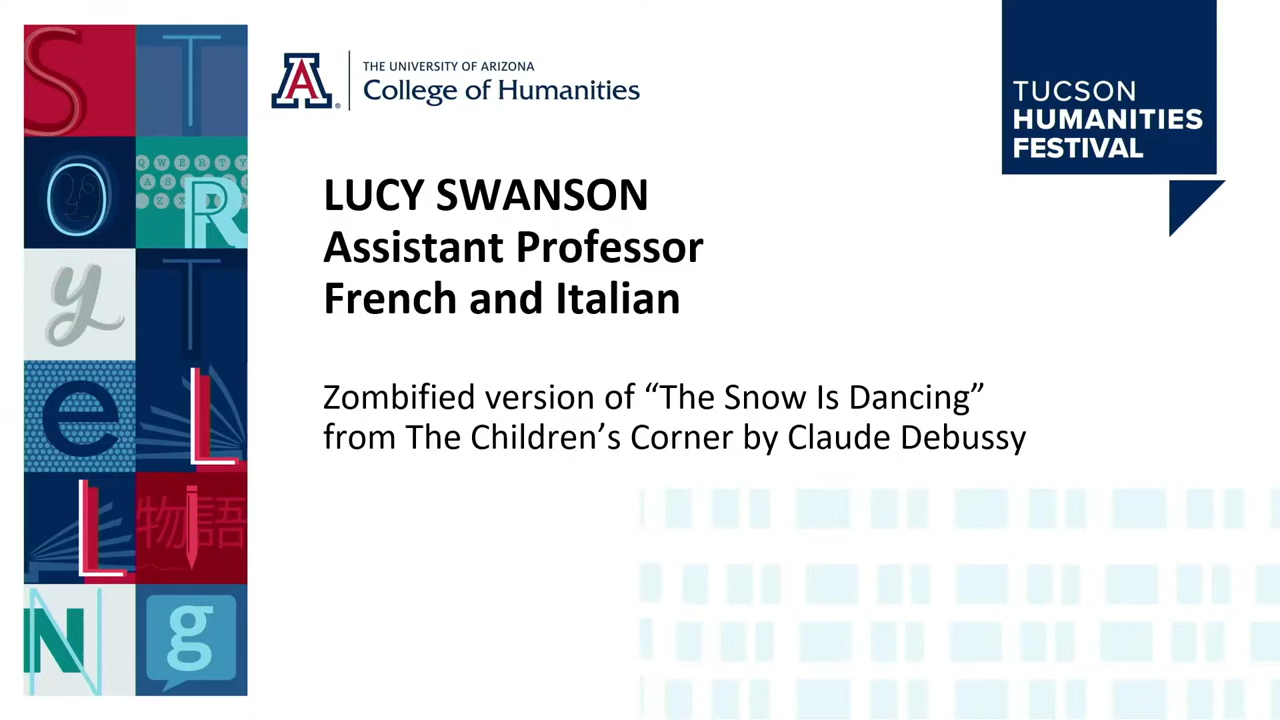 S T
O R
QWERTY
y T
e L
L i
物語
N g
A
THE UNIVERSITY OF ARIZONA
College of Humanities
TUCSON
HUMANITIES
FESTIVAL
LUCY SWANSON
Assistant Professor
French and Italian
Zombified version of “The Snow Is Dancing”
from The Children’s Corner by Claude Debussy